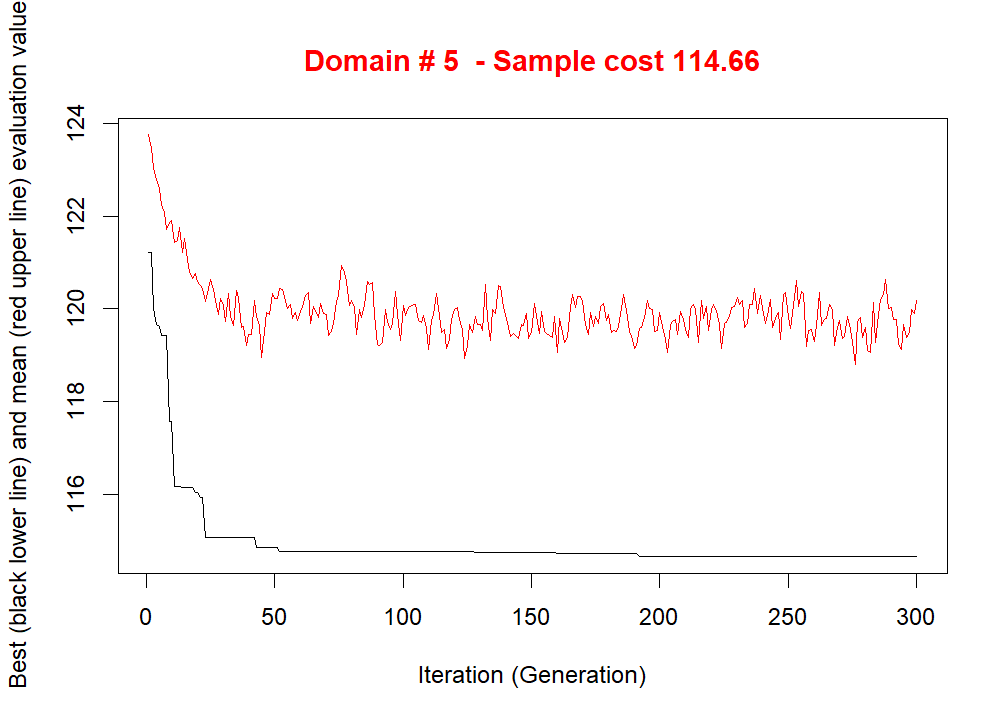 Domain # 5  - Sample cost 114.66
Best (black lower line) and mean (red upper line) evaluation value
124
122
120
118
116
0 50 100 150 200 250 300
Iteration (Generation)